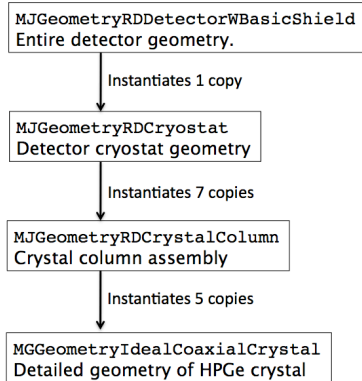 MJGeometryRDDetectorWBasicShield
Entire detector geometry.
Instantiates 1 copy
MJGeometryRDCryostat
Detector cryostat geometry
Instantiates 7 copies
MJGeometryRDCrystalColumn
Crystal column assembly
Instantiates 5 copies
MGGeometryIdealCoaxialCrystal
Detailed geometry of HPGe crystal